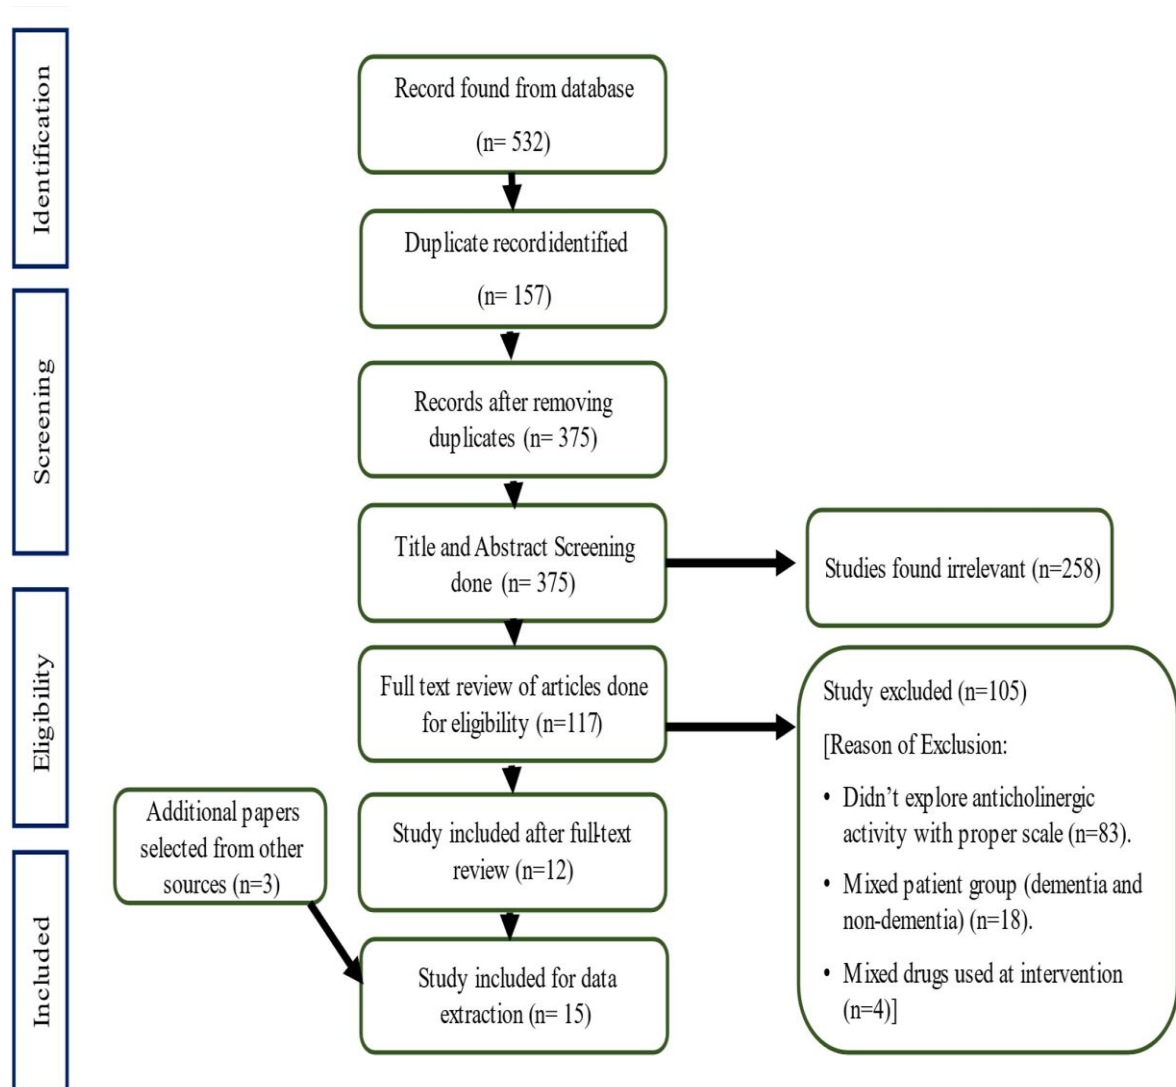 Identification
Record found from database
(n= 532)
Duplicate record identified
(n= 157)
Screening
Records after removing
duplicates (n= 375)
Title and Abstract Screening
done (n= 375)
Studies found irrelevant (n=258)
Eligibility
Full text review of articles done
for eligibility (n=117)
Study excluded (n=105)
[Reason of Exclusion:
• Didn't explore anticholinergic
activity with proper scale (n=83).
• Mixed patient group (dementia and
non-dementia) (n=18).
• Mixed drugs used at intervention
(n=4)]
Additional papers
selected from other
sources (n=3)
Study included after full-text
review (n=12)
Included
Study included for data
extraction (n= 15)